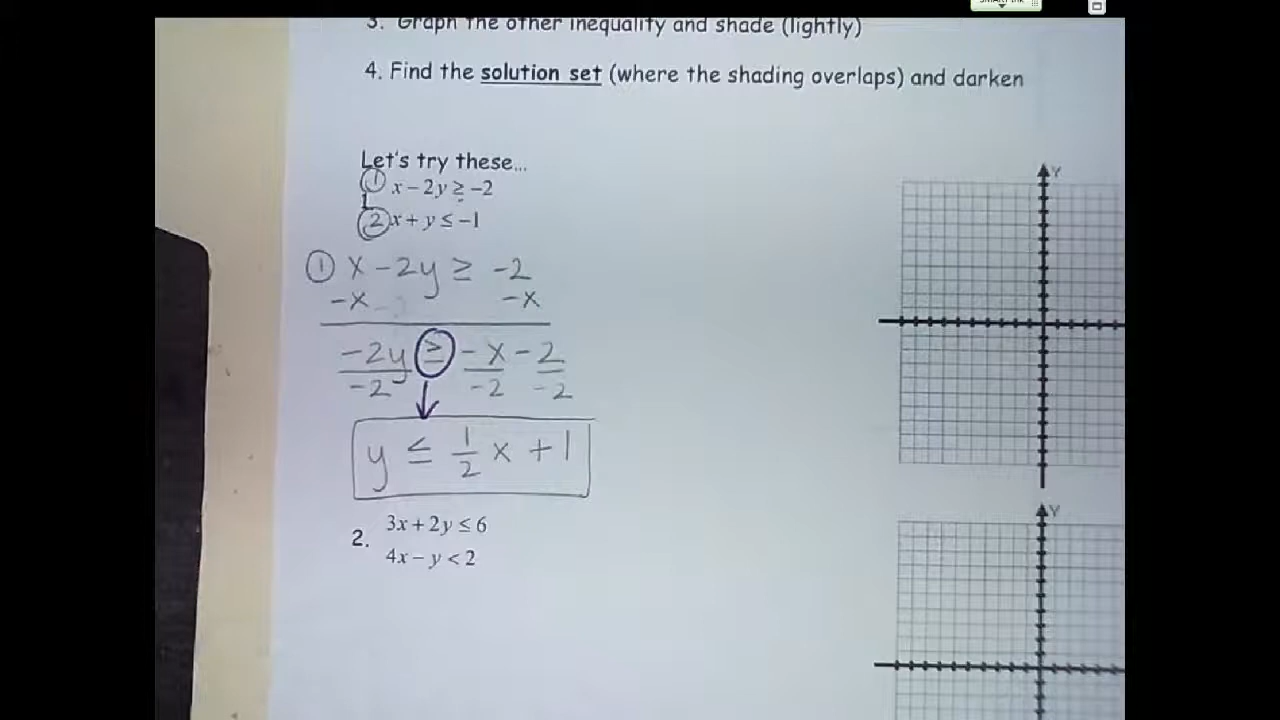 3. Graph the other inequality and shade (lightly)
4. Find the solution set (where the shading overlaps) and darken
Let's try these...
① x − 2y ≥ −2
1.
② x + y ≤ −1
① x − 2y ≥ −2
−x −x
−2y ≥ −x − 2
−2 −2 −2
y ≤ 1/2 x + 1
2.
3x + 2y ≤ 6
4x − y < 2
Y
Y